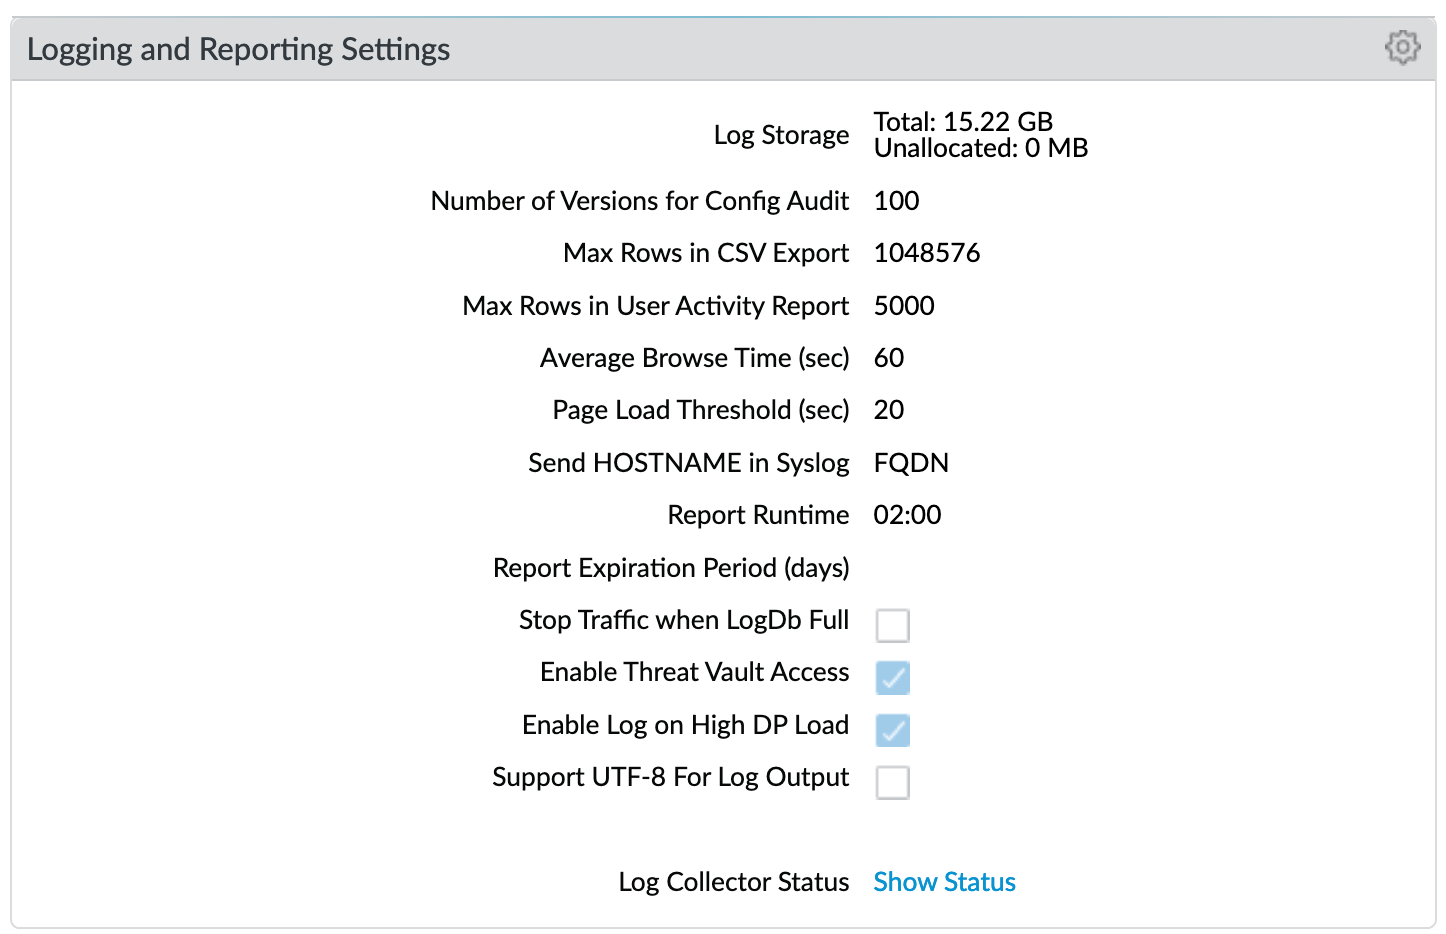 Logging and Reporting Settings
Log Storage Total: 15.22 GB
Unallocated: 0 MB
Number of Versions for Config Audit 100
Max Rows in CSV Export 1048576
Max Rows in User Activity Report 5000
Average Browse Time (sec) 60
Page Load Threshold (sec) 20
Send HOSTNAME in Syslog FQDN
Report Runtime 02:00
Report Expiration Period (days)
Stop Traffic when LogDb Full
Enable Threat Vault Access
Enable Log on High DP Load
Support UTF-8 For Log Output
Log Collector Status Show Status